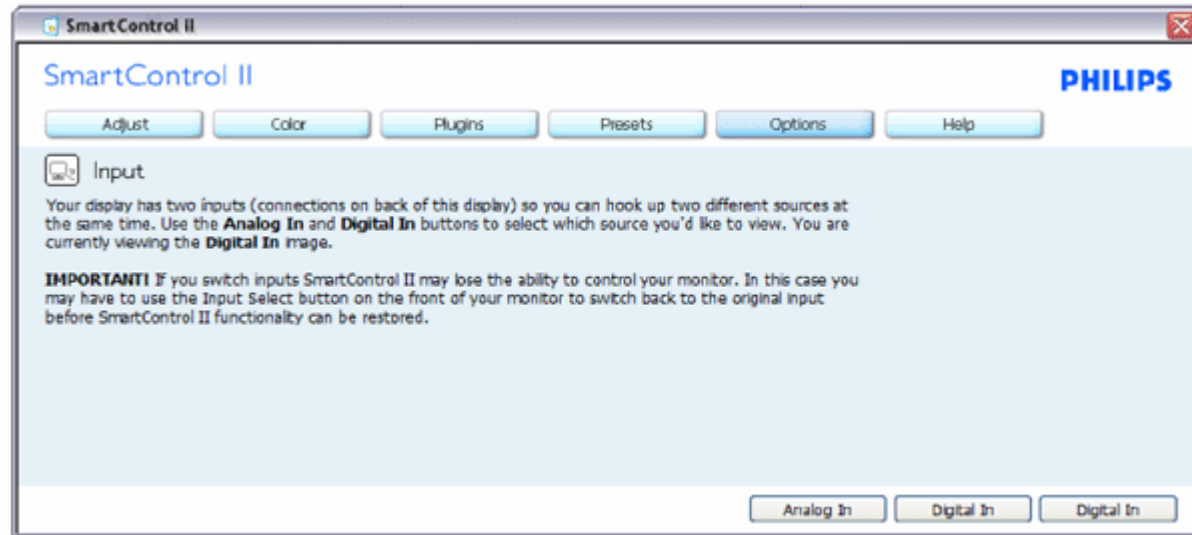 SmartControl II
SmartControl II
PHILIPS
Adjust Color Plugins Presets Options Help
Input
Your display has two inputs (connections on back of this display) so you can hook up two different sources at
the same time. Use the Analog In and Digital In buttons to select which source you'd like to view. You are
currently viewing the Digital In image.
IMPORTANT! If you switch inputs SmartControl II may lose the ability to control your monitor. In this case you
may have to use the Input Select button on the front of your monitor to switch back to the original input
before SmartControl II functionality can be restored.
Analog In Digital In Digital In